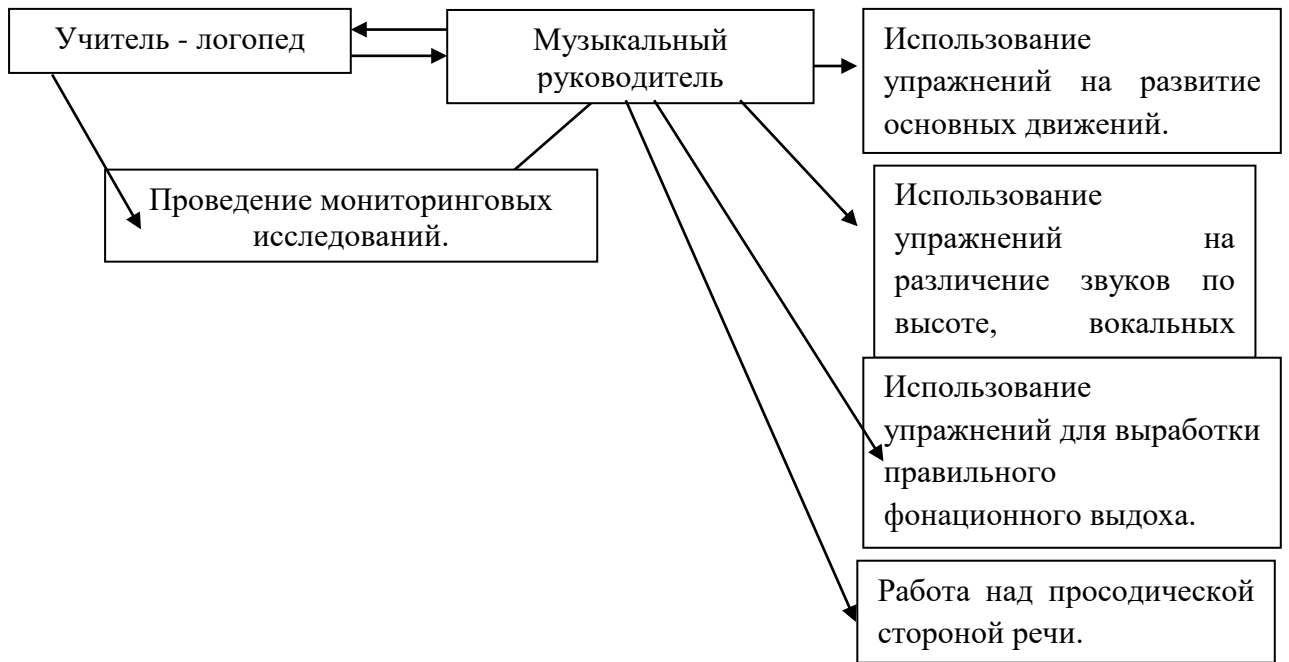 Учитель - логопед
Музыкальный
руководитель
Проведение мониторинговых
исследований.
Использование
упражнений на развитие
основных движений.
Использование
упражнений на
различение звуков по
высоте, вокальных
Использование
упражнений для выработки
правильного
фонационного выдоха.
Работа над просодической
стороной речи.